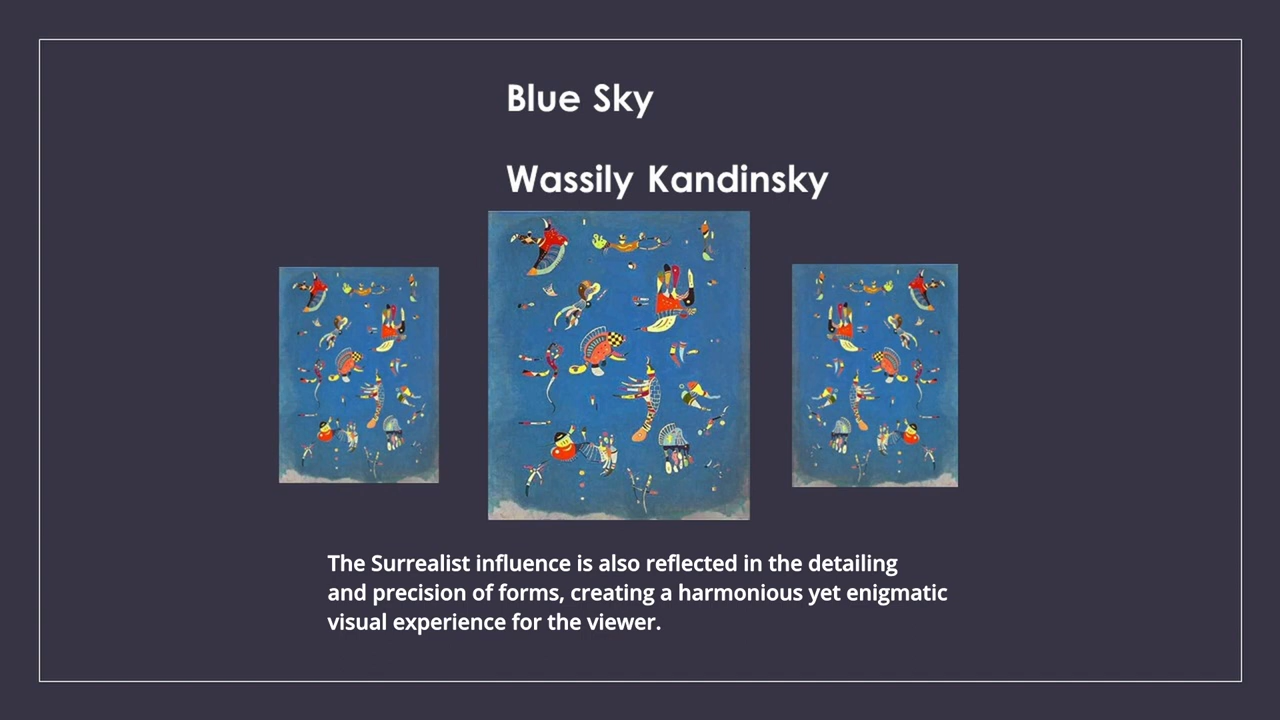 Blue Sky
Wassily Kandinsky
The Surrealist influence is also reflected in the detailing
and precision of forms, creating a harmonious yet enigmatic
visual experience for the viewer.